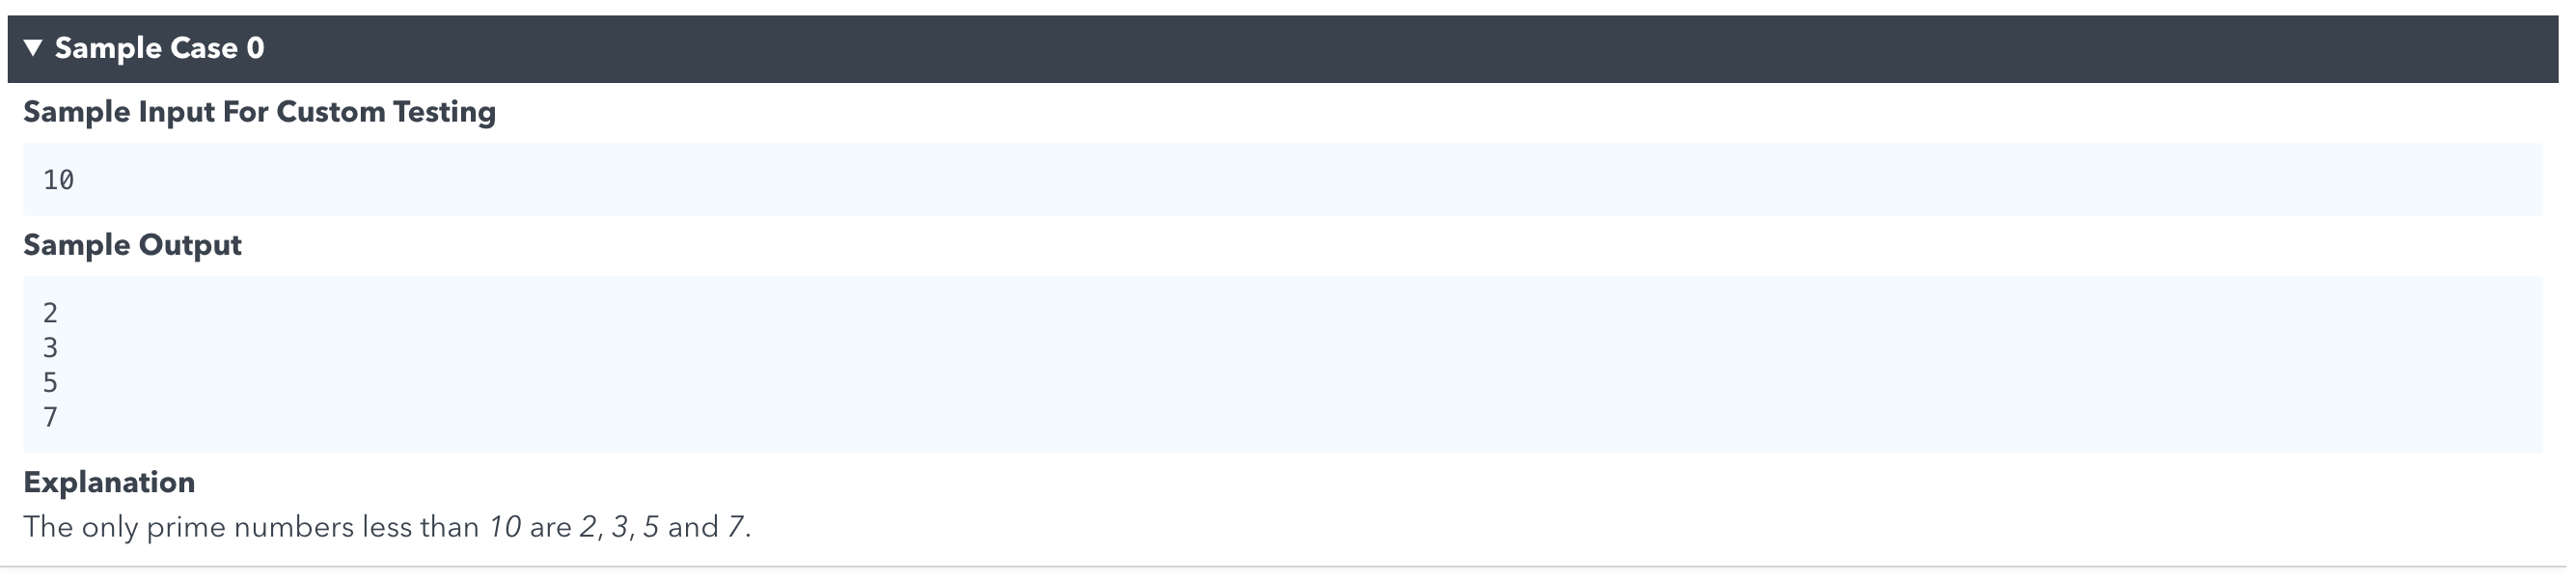 ▼ Sample Case 0
Sample Input For Custom Testing
10
Sample Output
2
3
5
7
Explanation
The only prime numbers less than 10 are 2, 3, 5 and 7.